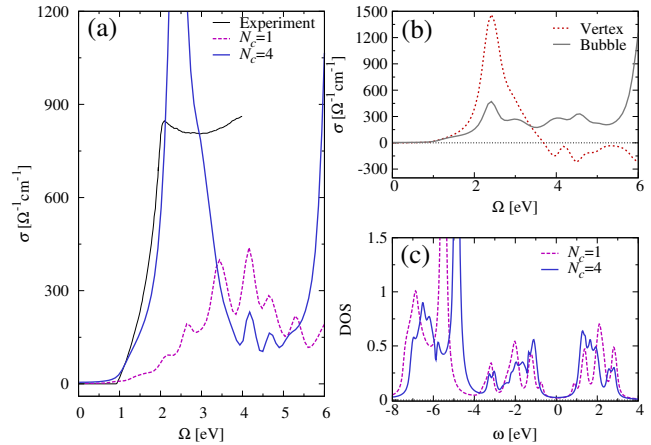 (a)
Experiment
N_c=1
N_c=4
1200
900
600
300
0
σ [Ω⁻¹cm⁻¹]
0 1 2 3 4 5 6
Ω [eV]
(b)
Vertex
Bubble
1500
1200
900
600
300
0
-300
σ [Ω⁻¹cm⁻¹]
0 2 4 6
Ω [eV]
(c)
N_c=1
N_c=4
1.5
1
0.5
0
DOS
-8 -6 -4 -2 0 2 4
ω [eV]